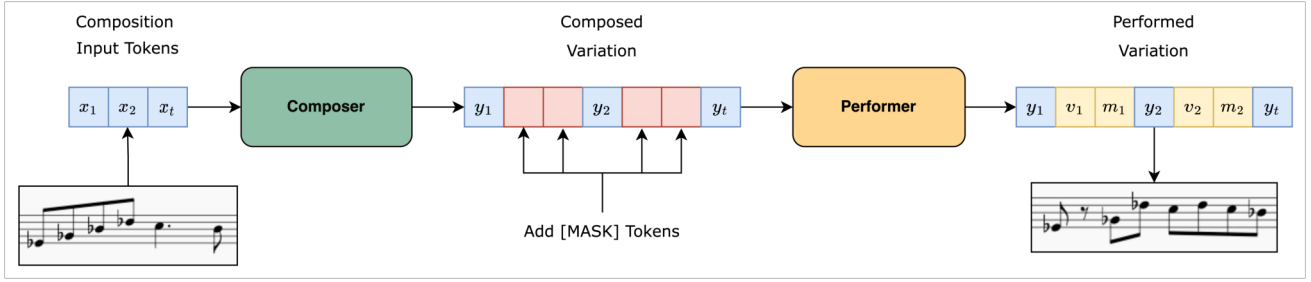 Composition
Input Tokens
Composed
Variation
Performed
Variation
x₁ x₂ xₜ
Composer
y₁ y₂ yₜ
Performer
y₁ v₁ m₁ y₂ v₂ m₂ yₜ
Add [MASK] Tokens